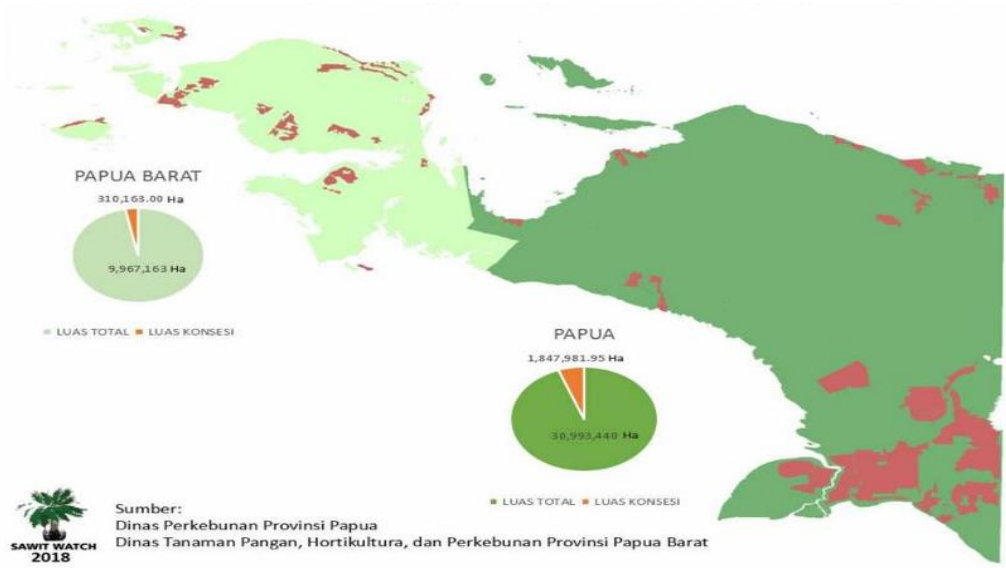 PAPUA BARAT
310,163.00 Ha
9,967,163 Ha
LUAS TOTAL LUAS KONSESI
PAPUA
1,847,981.95 Ha
30,993,440 Ha
LUAS TOTAL LUAS KONSESI
SAWIT WATCH
2018
Sumber:
Dinas Perkebunan Provinsi Papua
Dinas Tanaman Pangan, Hortikultura, dan Perkebunan Provinsi Papua Barat